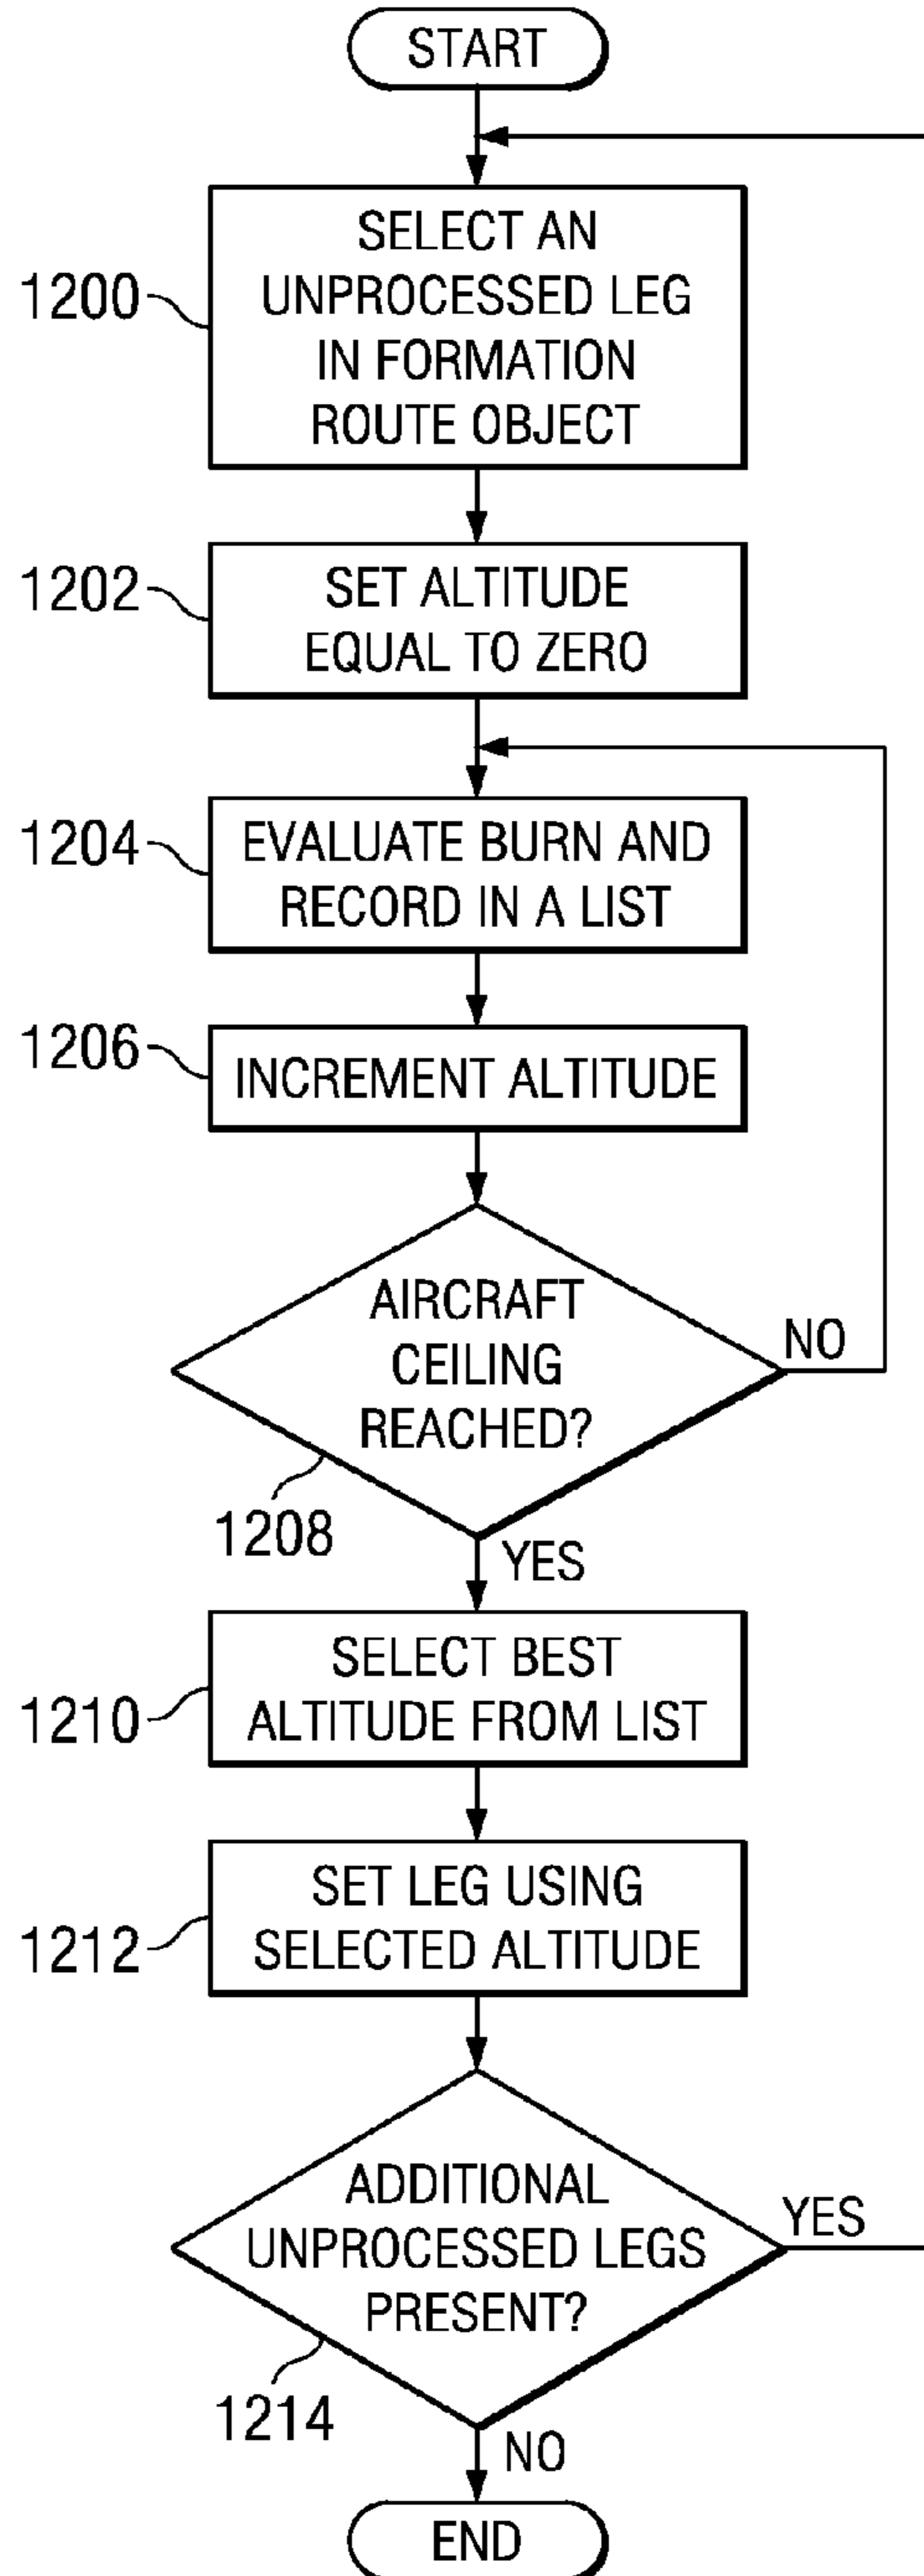 START
1200
SELECT AN
UNPROCESSED LEG
IN FORMATION
ROUTE OBJECT
1202
SET ALTITUDE
EQUAL TO ZERO
1204
EVALUATE BURN AND
RECORD IN A LIST
1206
INCREMENT ALTITUDE
AIRCRAFT
CEILING
REACHED?
NO
1208
YES
1210
SELECT BEST
ALTITUDE FROM LIST
1212
SET LEG USING
SELECTED ALTITUDE
ADDITIONAL
UNPROCESSED LEGS
PRESENT?
YES
1214
NO
END